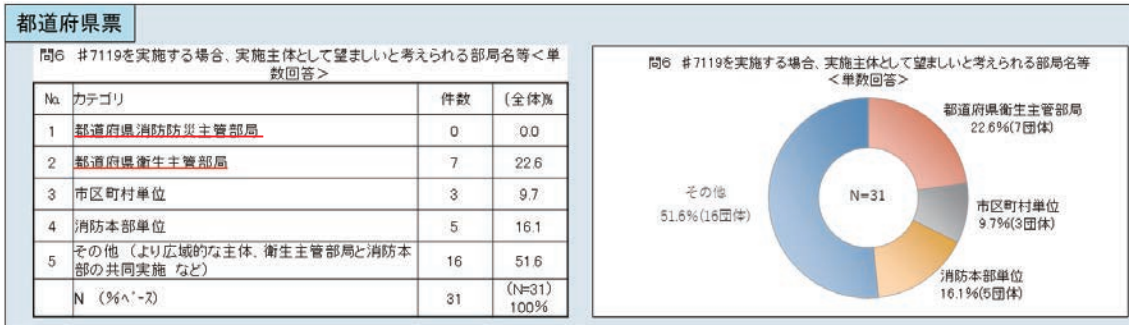 都道府県票
問6 #7119を実施する場合、実施主体として望ましいと考えられる部局名等<単
数回答>
No. カテゴリ 件数 (全体)%
1 都道府県消防防災主管部局 0 0.0
2 都道府県衛生主管部局 7 22.6
3 市区町村単位 3 9.7
4 消防本部単位 5 16.1
5 その他 (より広域的な主体、衛生主管部局と消防本
部の共同実施 など) 16 51.6
N (%ベース) 31 (N=31)
100%
問6 #7119を実施する場合、実施主体として望ましいと考えられる部局名等
<単数回答>
都道府県衛生主管部局
22.6%(7団体)
N=31
その他
51.6%(16団体)
市区町村単位
9.7%(3団体)
消防本部単位
16.1%(5団体)